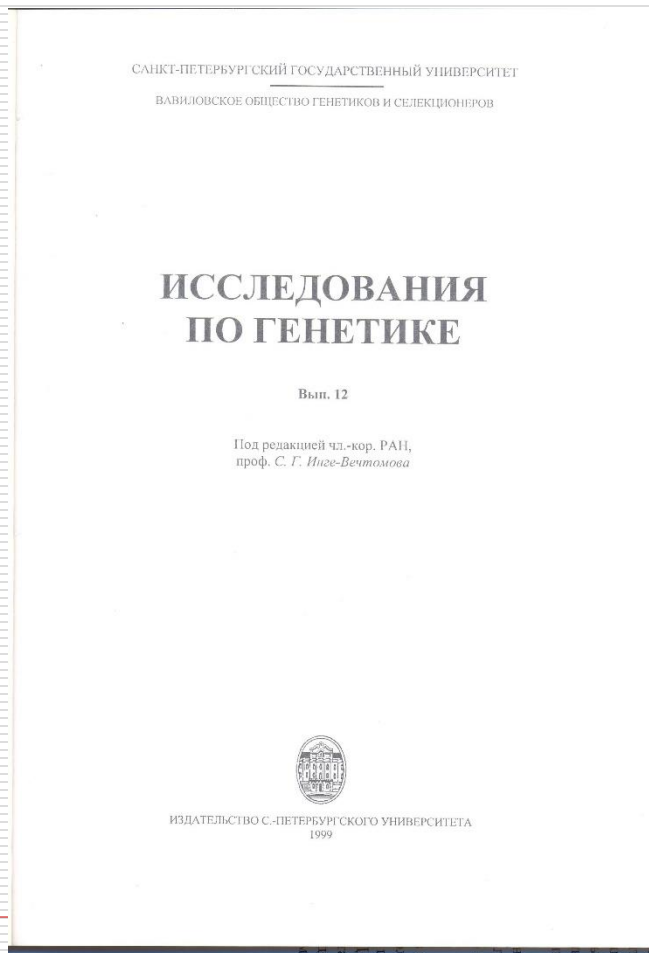 САНКТ-ПЕТЕРБУРГСКИЙ ГОСУДАРСТВЕННЫЙ УНИВЕРСИТЕТ
ВАВИЛОВСКОЕ ОБЩЕСТВО ГЕНЕТИКОВ И СЕЛЕКЦИОНЕРОВ
ИССЛЕДОВАНИЯ
ПО ГЕНЕТИКЕ
Вып. 12
Под редакцией чл.-кор. РАН,
проф. С. Г. Инге-Вечтомова
ИЗДАТЕЛЬСТВО С.-ПЕТЕРБУРГСКОГО УНИВЕРСИТЕТА
1999